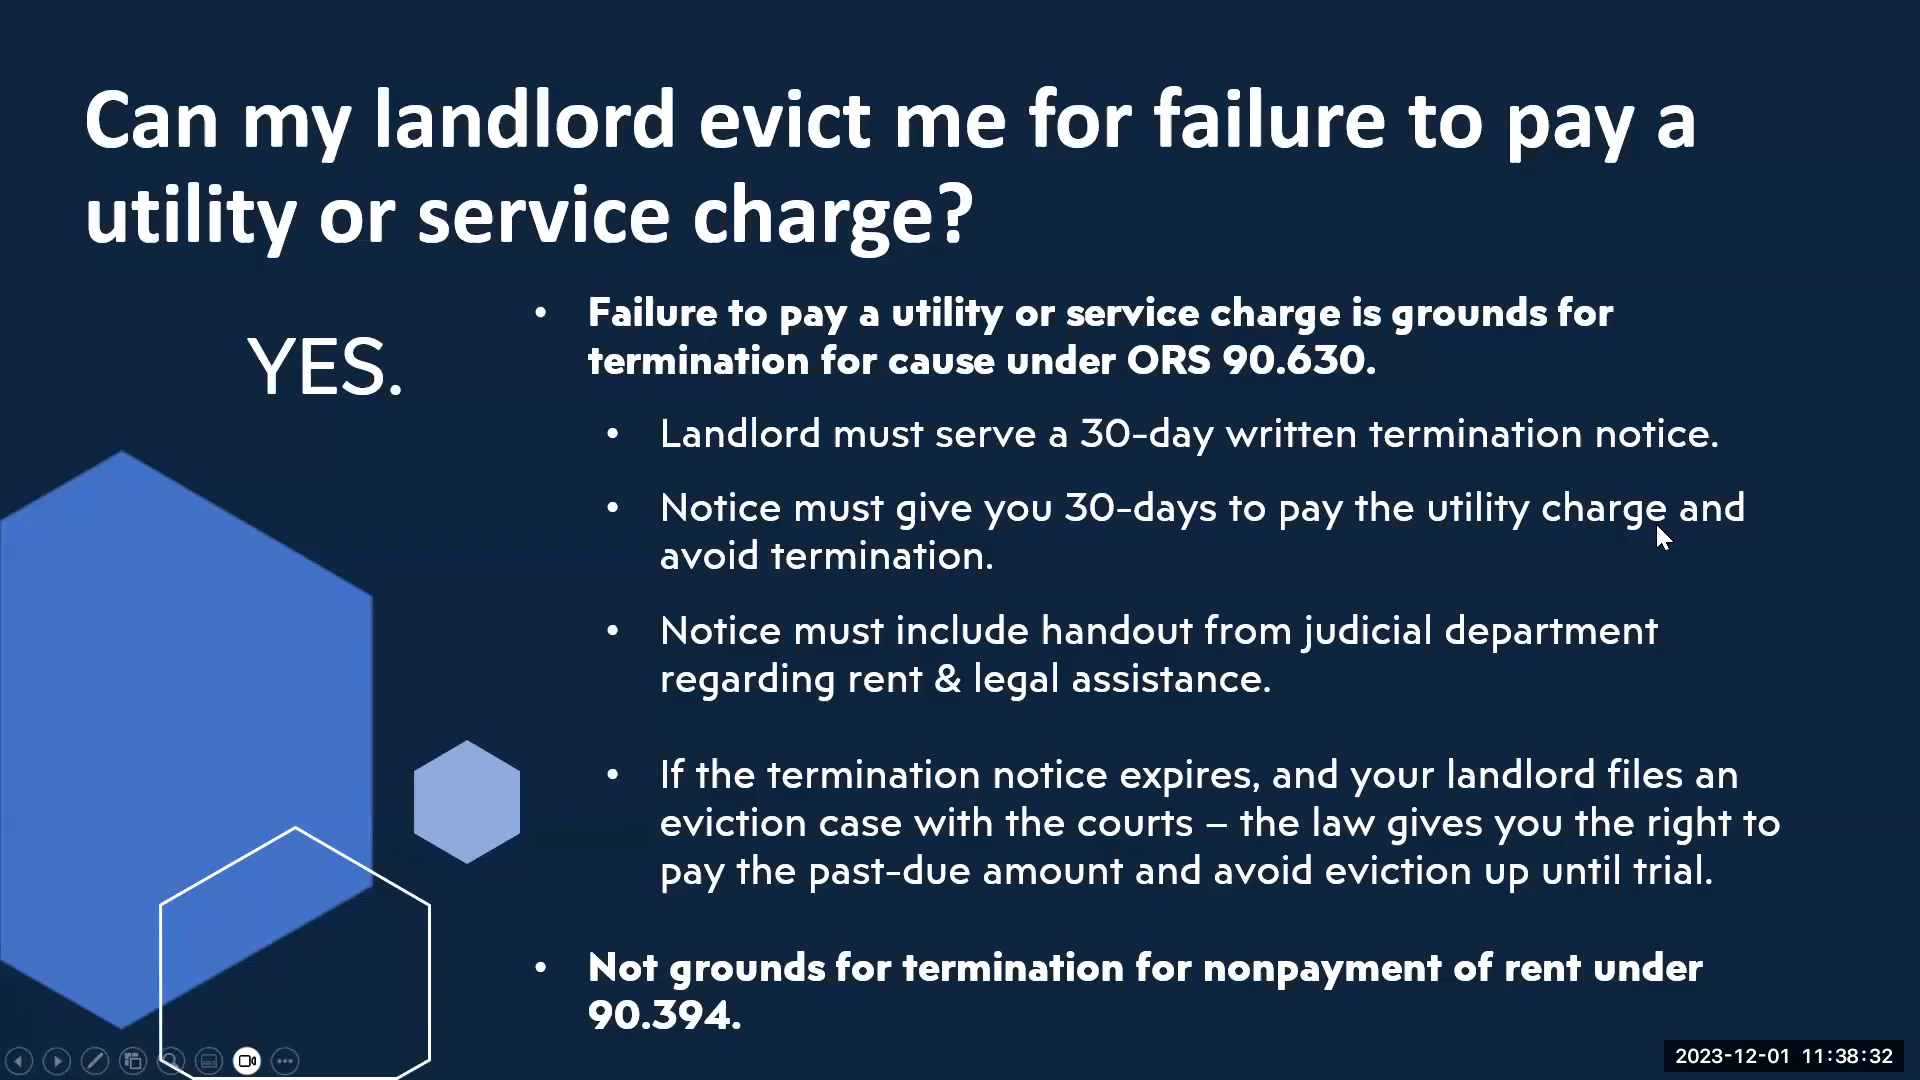 Can my landlord evict me for failure to pay a
utility or service charge?
YES.
• Failure to pay a utility or service charge is grounds for
termination for cause under ORS 90.630.
• Landlord must serve a 30-day written termination notice.
• Notice must give you 30-days to pay the utility charge and
avoid termination.
• Notice must include handout from judicial department
regarding rent & legal assistance.
• If the termination notice expires, and your landlord files an
eviction case with the courts – the law gives you the right to
pay the past-due amount and avoid eviction up until trial.
• Not grounds for termination for nonpayment of rent under
90.394.
2023-12-01 11:38:32